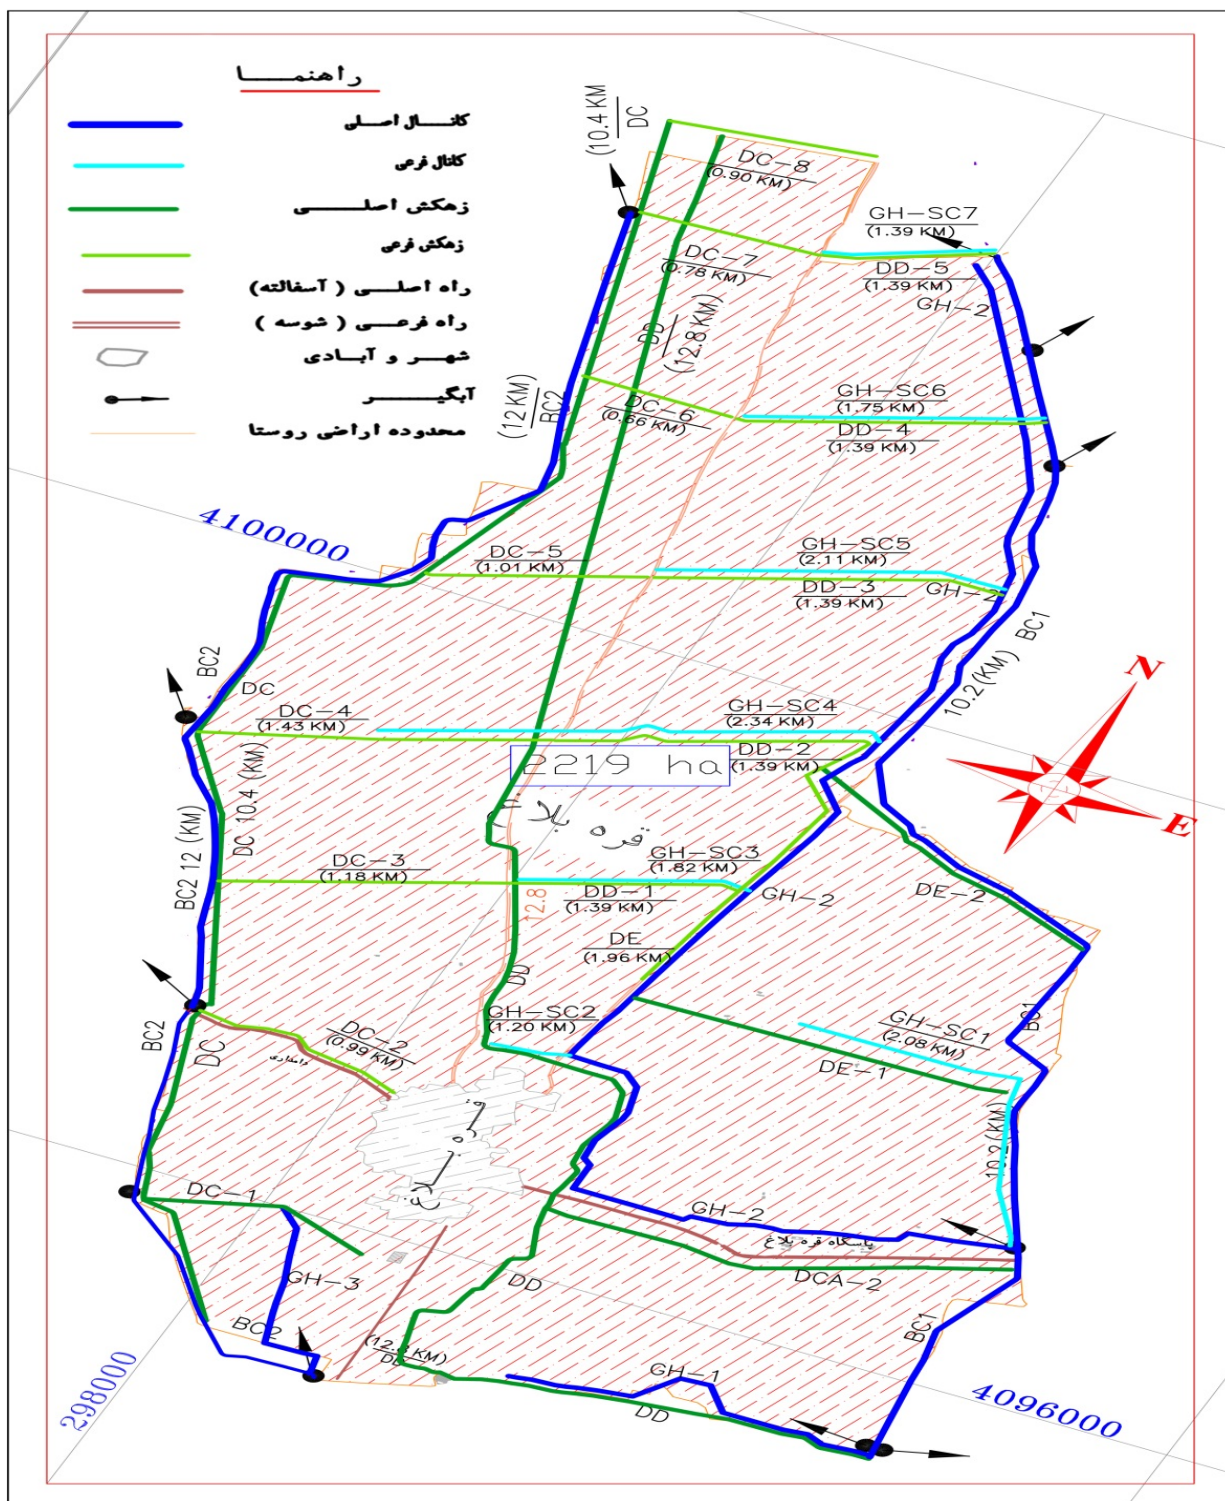 راهنما
کانال اصلی
کانال فرعی
زهکش اصلی
زهکش فرعی
راه اصلی ( آسفالته )
راه فرعی ( شوسه )
شهر و آبادی
آبگیر
محدوده اراضی روستا
(10.4 KM
DC
DC-8
(0.90 KM)
GH-SC7
(1.39 KM)
DC-7
(0.78 KM)
DD-5
(1.39 KM)
GH-2
DD
(12.8 KM)
(12 KM)
BC2
DC-6
(0.66 KM)
GH-SC6
(1.75 KM)
DD-4
(1.39 KM)
4100000
DC-5
(1.01 KM)
GH-SC5
(2.11 KM)
DD-3
(1.39 KM)
GH-2
BC1
10.2 (KM)
BC2
DC
N
DC-4
(1.43 KM)
GH-SC4
(2.34 KM)
DD-2
(1.39 KM)
2219 ha
E
DC 10.4 (KM)
BC2 12 (KM)
قره بلاغ
DC-3
(1.18 KM)
GH-SC3
(1.82 KM)
DD-1
(1.39 KM)
GH-2
DE-2
12.8
DE
(1.96 KM)
DD
BC1
BC2
DC
DC-2
(0.99 KM)
دامداری
GH-SC2
(1.20 KM)
GH-SC1
(2.08 KM)
DE-1
10.2 (KM)
قره بلاغ
DC-1
GH-2
پاسگاه قره بلاغ
GH-3
DD
DCA-2
BC2
BC1
(12.8 KM)
DD
GH-1
DD
298000
4096000